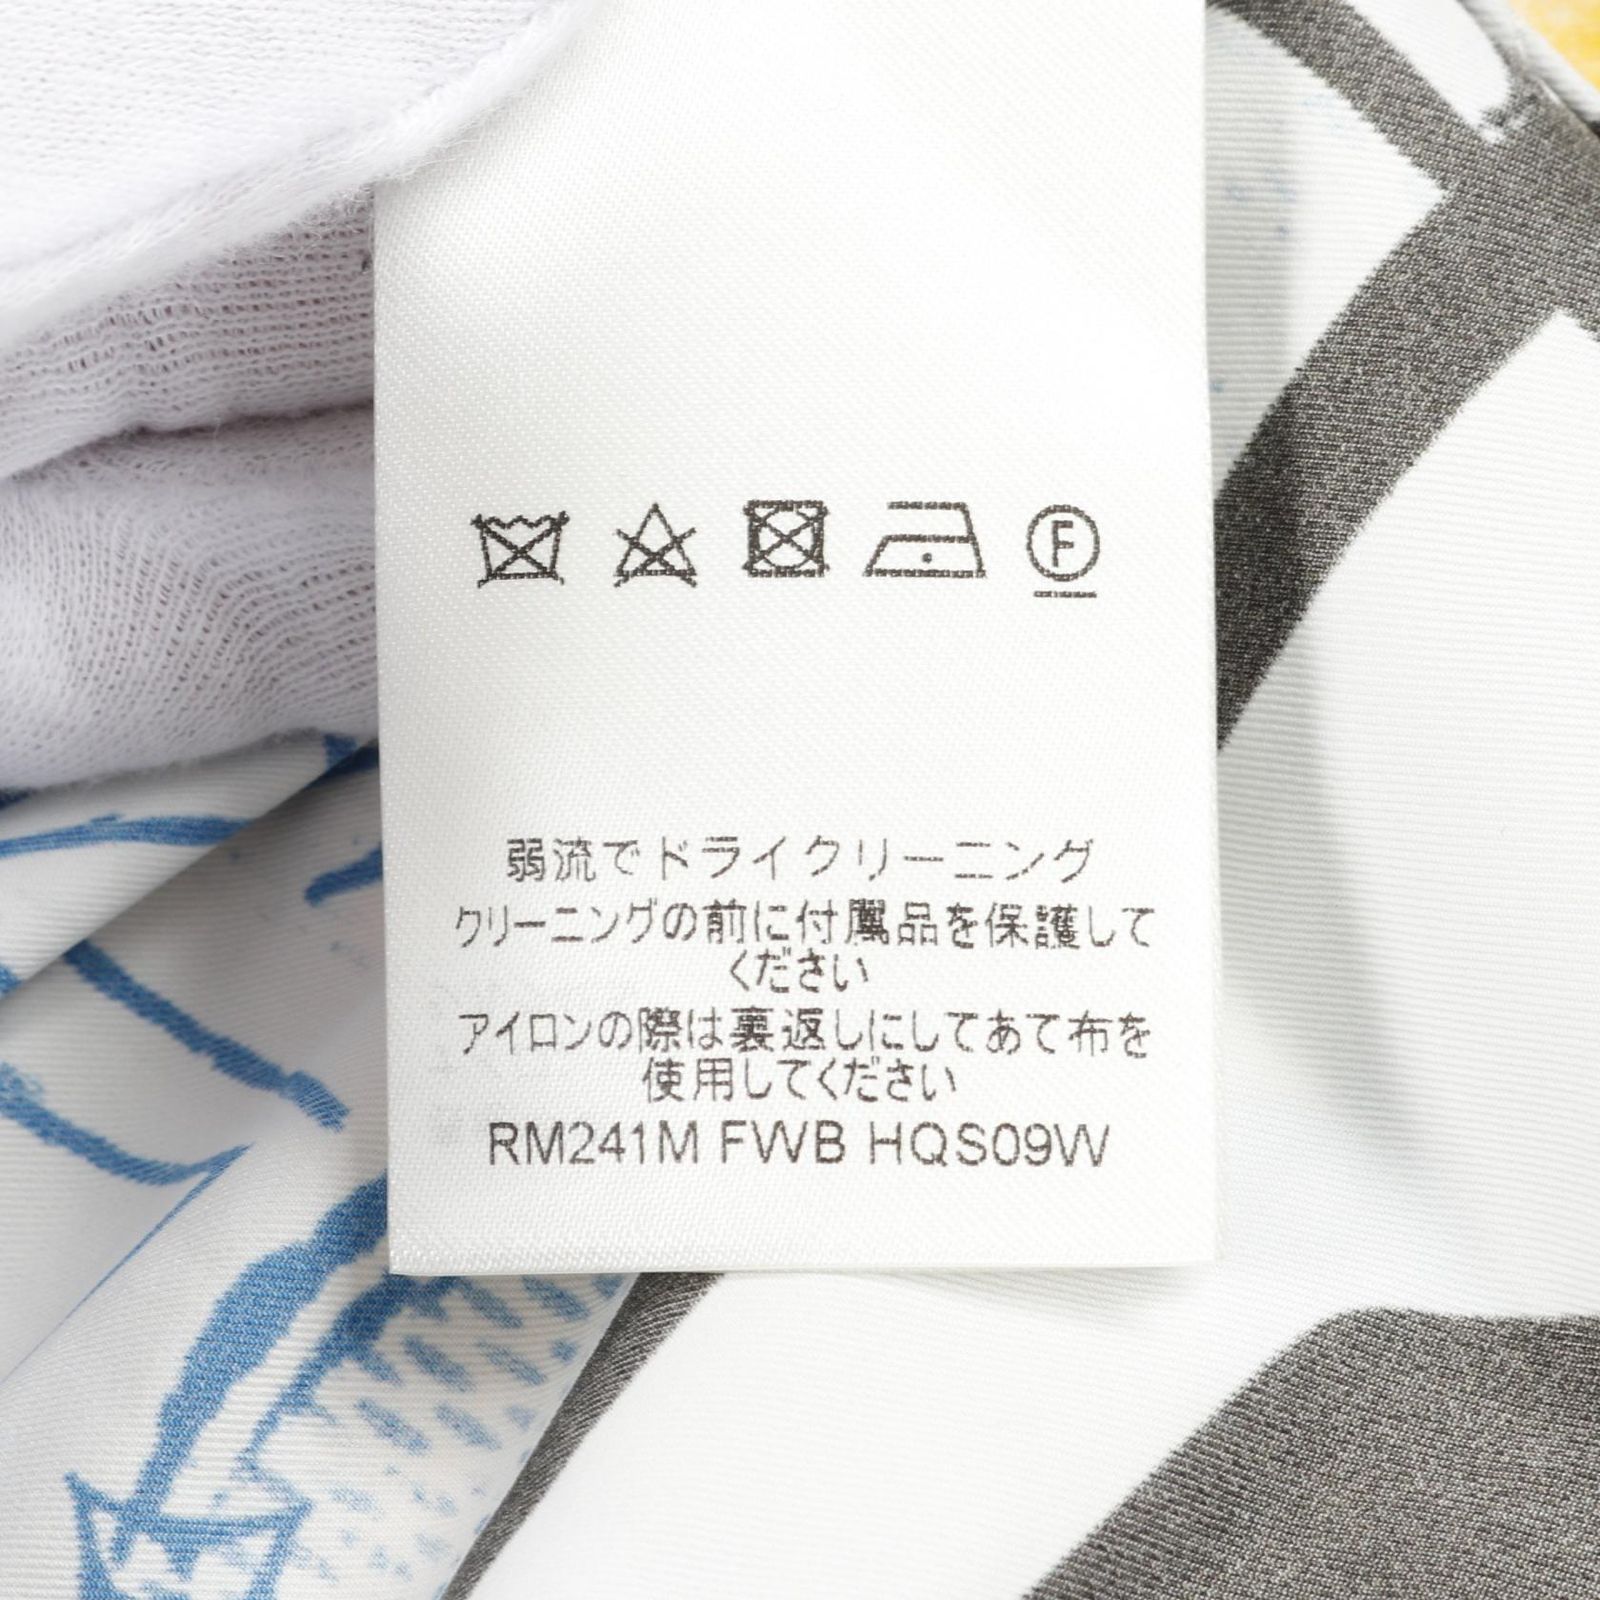 F
弱流でドライクリーニング
クリーニングの前に付属品を保護して
ください
アイロンの際は裏返しにしてあて布を
使用してください
RM241M FWB HQS09W